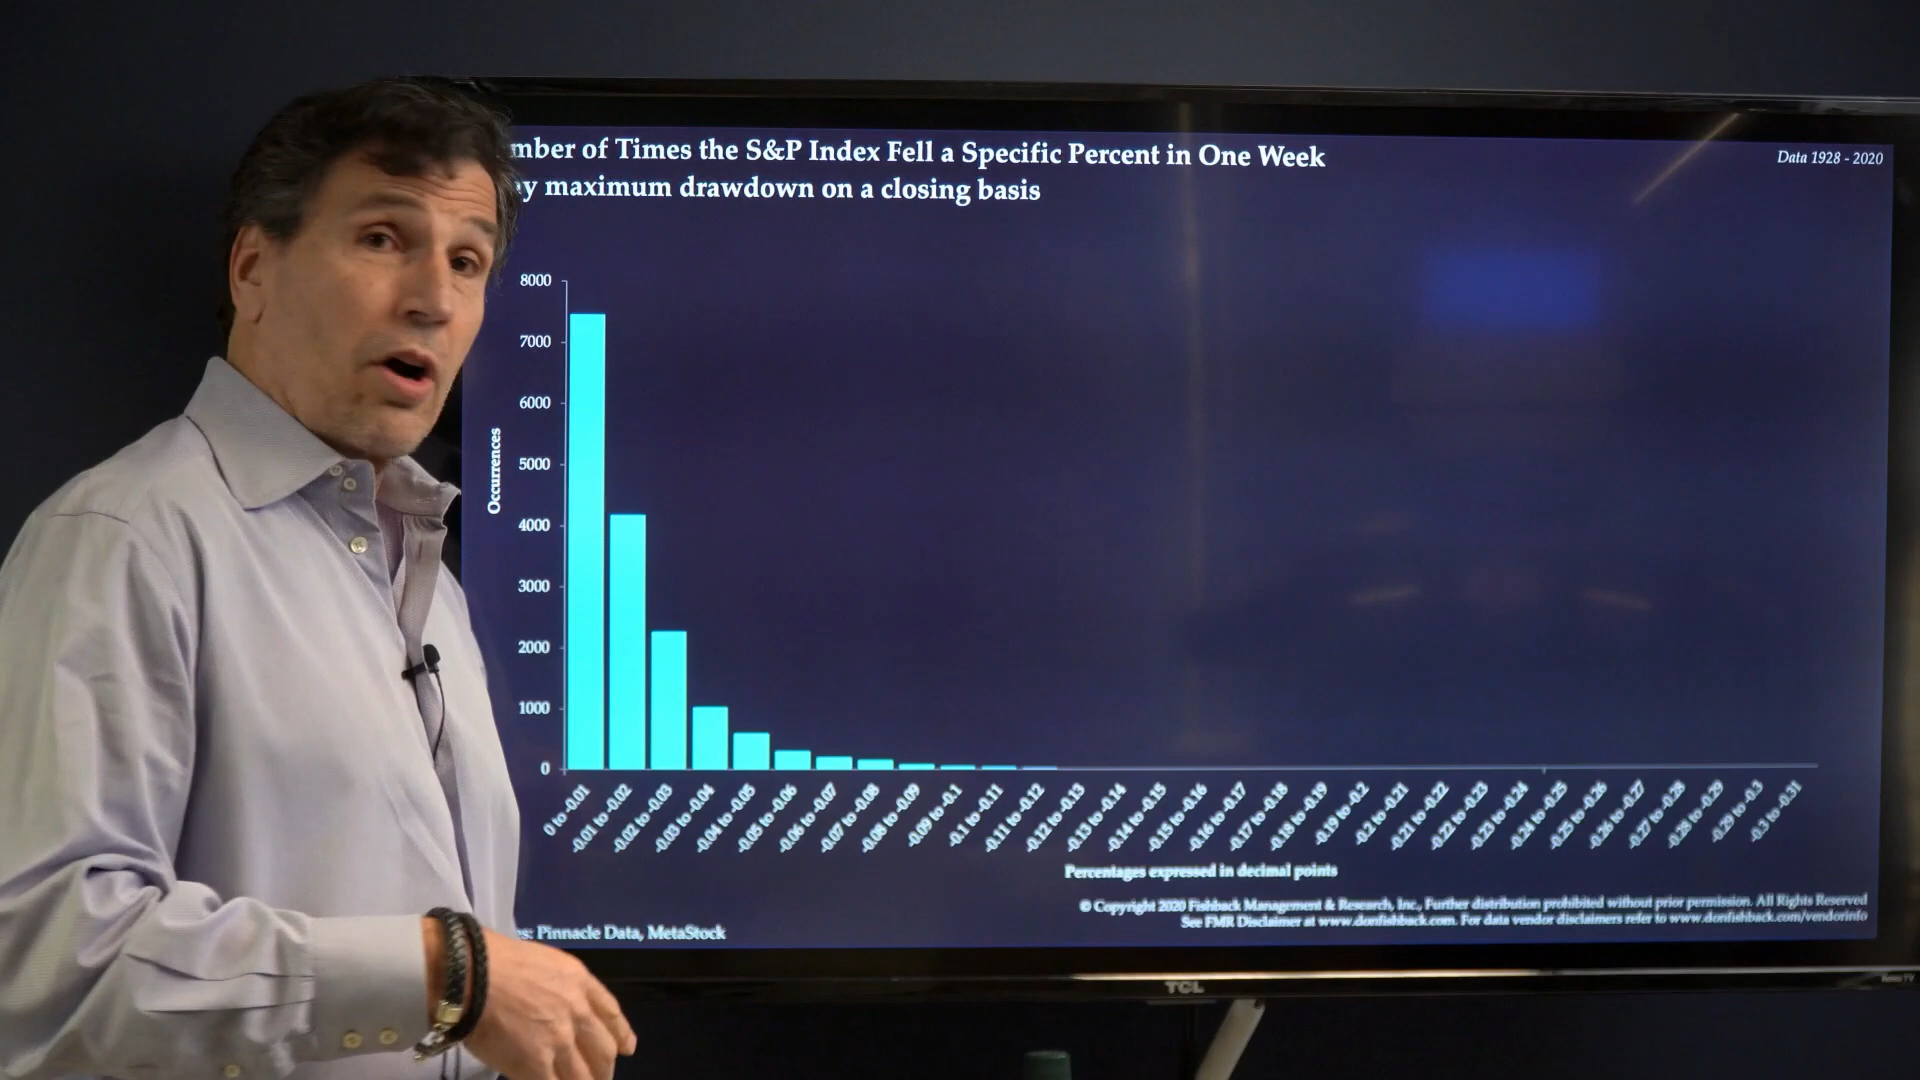 mber of Times the S&P Index Fell a Specific Percent in One Week
y maximum drawdown on a closing basis
Data 1928 - 2020
8000
7000
6000
5000
4000
3000
2000
1000
0
Occurrences
0 to -0.01
-0.01 to -0.02
-0.02 to -0.03
-0.03 to -0.04
-0.04 to -0.05
-0.05 to -0.06
-0.06 to -0.07
-0.07 to -0.08
-0.08 to -0.09
-0.09 to -0.1
-0.1 to -0.11
-0.11 to -0.12
-0.12 to -0.13
-0.13 to -0.14
-0.14 to -0.15
-0.15 to -0.16
-0.16 to -0.17
-0.17 to -0.18
-0.18 to -0.19
-0.19 to -0.2
-0.2 to -0.21
-0.21 to -0.22
-0.22 to -0.23
-0.23 to -0.24
-0.24 to -0.25
-0.25 to -0.26
-0.26 to -0.27
-0.27 to -0.28
-0.28 to -0.29
-0.29 to -0.3
-0.3 to -0.31
Percentages expressed in decimal points
© Copyright 2020 Fishback Management & Research, Inc., Further distribution prohibited without prior permission. All Rights Reserved
See FMR Disclaimer at www.donfishback.com. For data vendor disclaimers refer to www.donfishback.com/vendorinfo
es: Pinnacle Data, MetaStock
TCL
Roku TV